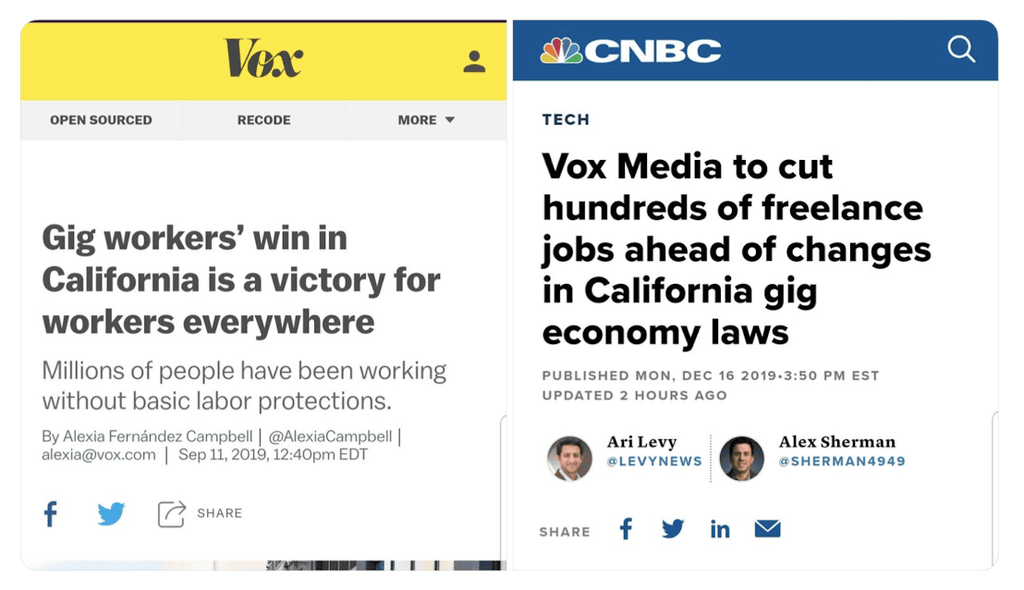 Vox
OPEN SOURCED RECODE MORE
Gig workers' win in
California is a victory for
workers everywhere
Millions of people have been working
without basic labor protections.
By Alexia Fernández Campbell | @AlexiaCampbell |
alexia@vox.com | Sep 11, 2019, 12:40pm EDT
SHARE
CNBC
TECH
Vox Media to cut
hundreds of freelance
jobs ahead of changes
in California gig
economy laws
PUBLISHED MON, DEC 16 2019•3:50 PM EST
UPDATED 2 HOURS AGO
Ari Levy
@LEVYNEWS
Alex Sherman
@SHERMAN4949
SHARE